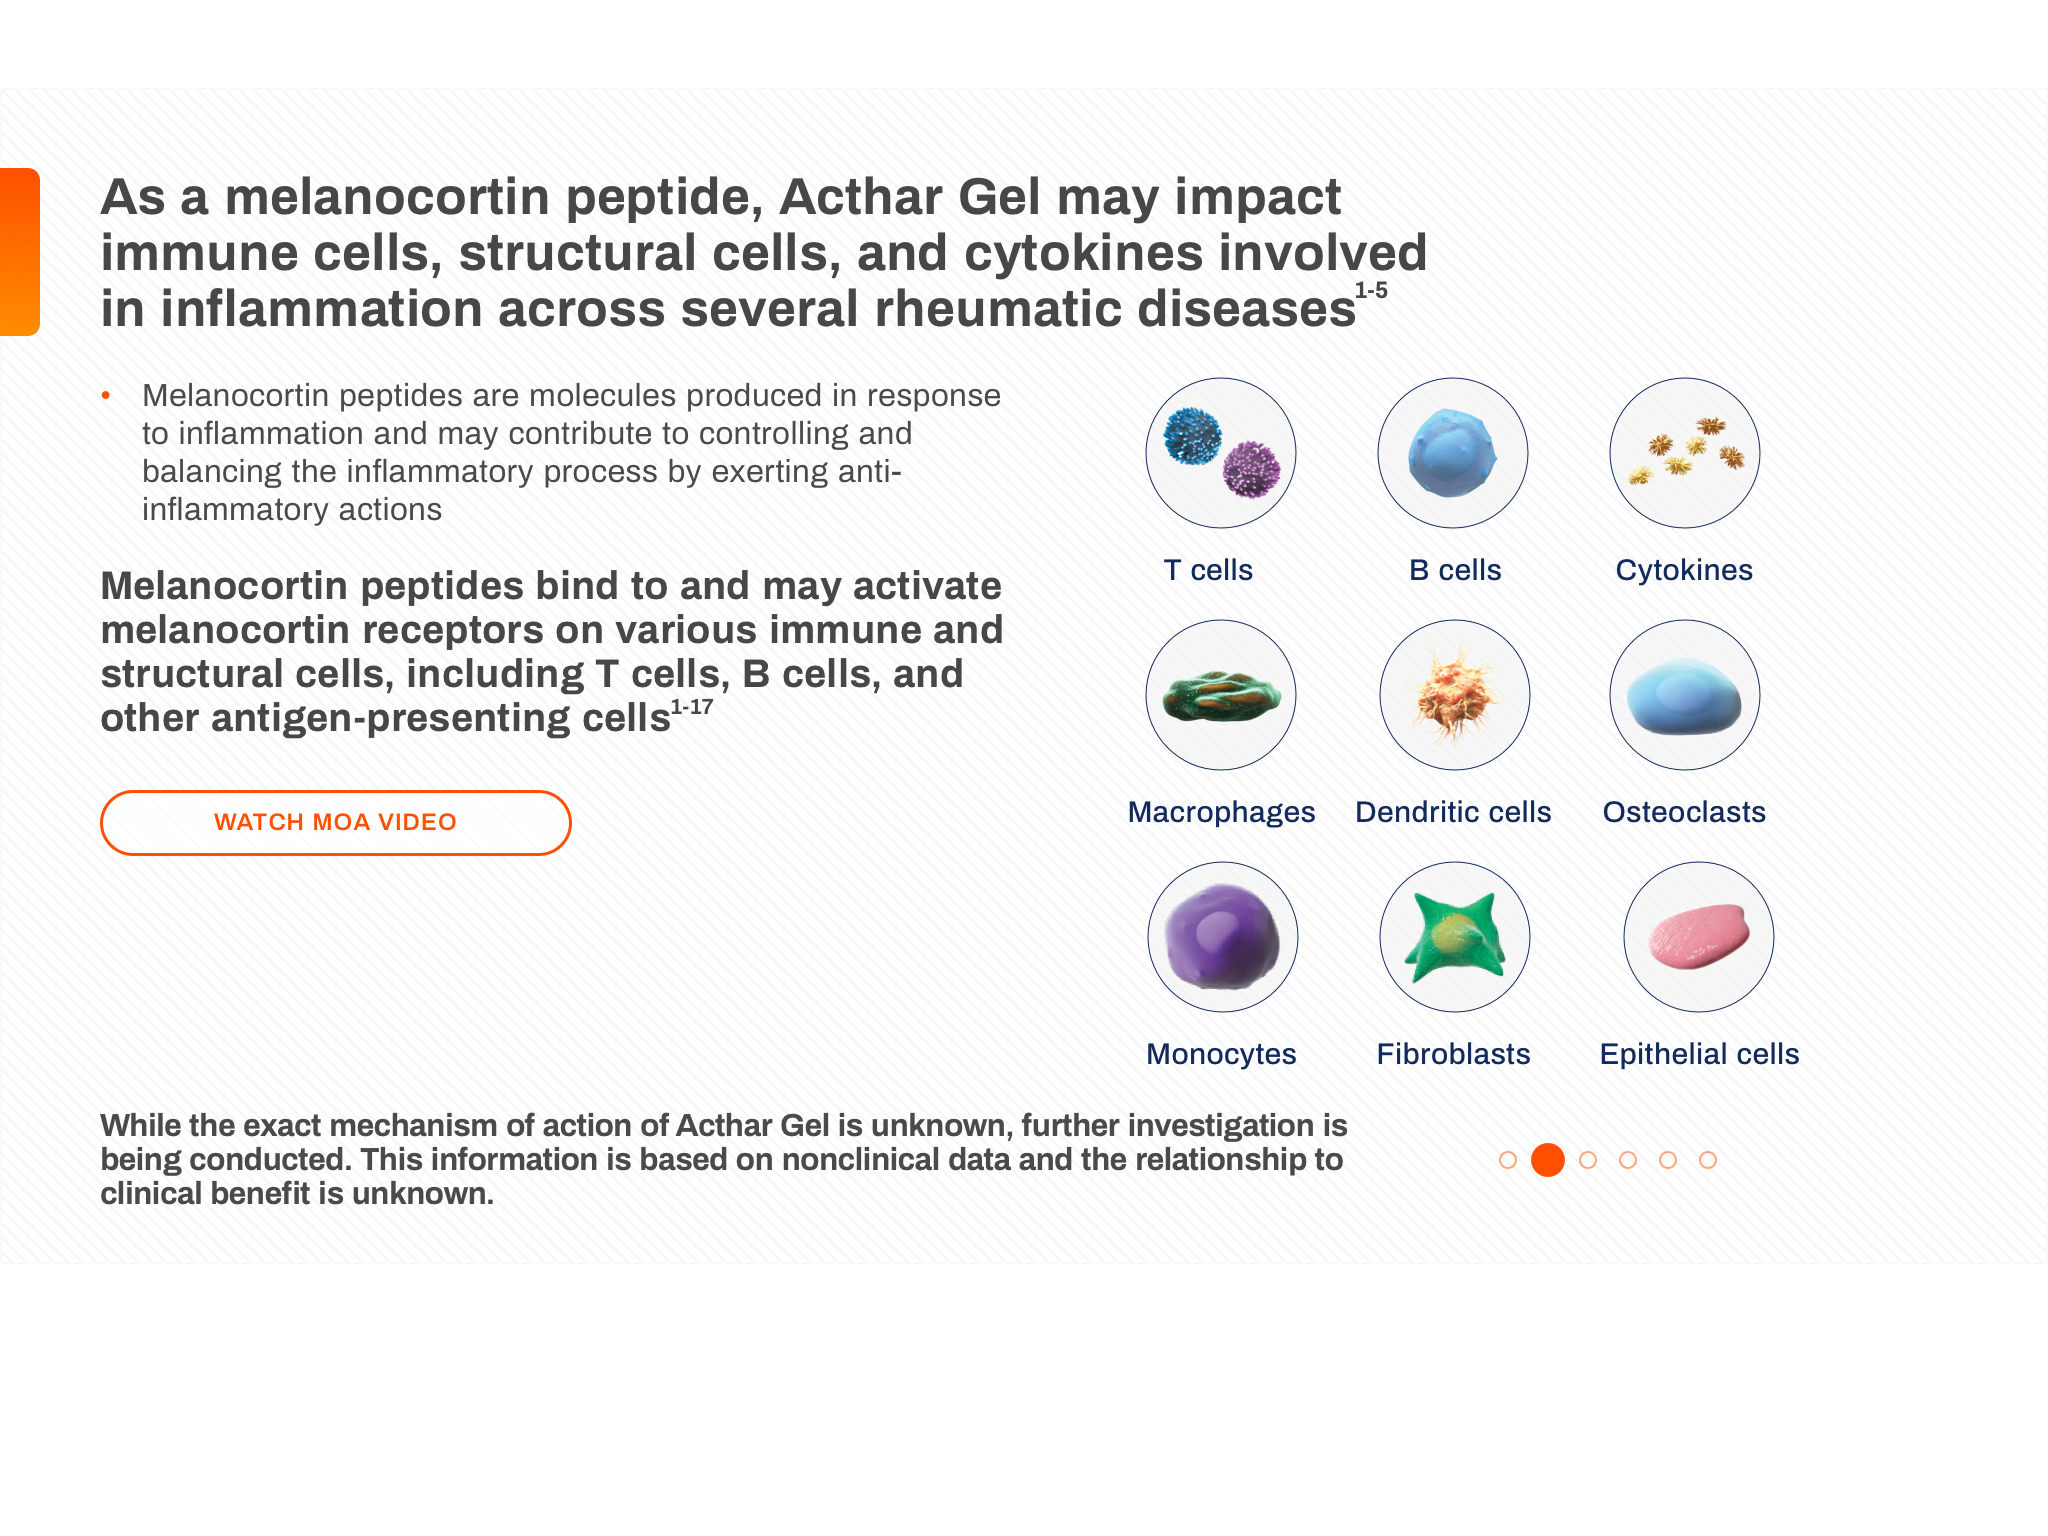 As a melanocortin peptide, Acthar Gel may impact
immune cells, structural cells, and cytokines involved
in inflammation across several rheumatic diseases1-5
• Melanocortin peptides are molecules produced in response
to inflammation and may contribute to controlling and
balancing the inflammatory process by exerting anti-
inflammatory actions
Melanocortin peptides bind to and may activate
melanocortin receptors on various immune and
structural cells, including T cells, B cells, and
other antigen-presenting cells1-17
WATCH MOA VIDEO
T cells
B cells
Cytokines
Macrophages
Dendritic cells
Osteoclasts
Monocytes
Fibroblasts
Epithelial cells
While the exact mechanism of action of Acthar Gel is unknown, further investigation is
being conducted. This information is based on nonclinical data and the relationship to
clinical benefit is unknown.